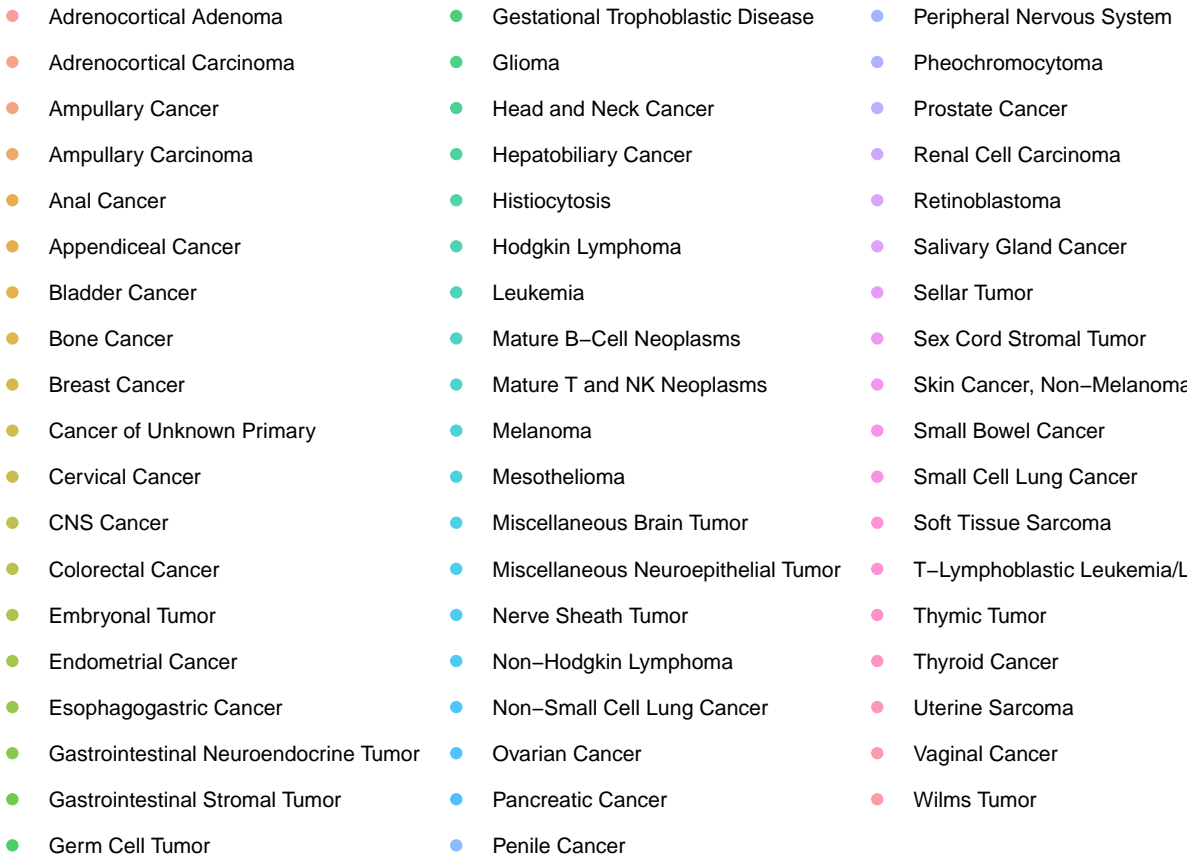 Adrenocortical Adenoma
Adrenocortical Carcinoma
Ampullary Cancer
Ampullary Carcinoma
Anal Cancer
Appendiceal Cancer
Bladder Cancer
Bone Cancer
Breast Cancer
Cancer of Unknown Primary
Cervical Cancer
CNS Cancer
Colorectal Cancer
Embryonal Tumor
Endometrial Cancer
Esophagogastric Cancer
Gastrointestinal Neuroendocrine Tumor
Gastrointestinal Stromal Tumor
Germ Cell Tumor
Gestational Trophoblastic Disease
Glioma
Head and Neck Cancer
Hepatobiliary Cancer
Histiocytosis
Hodgkin Lymphoma
Leukemia
Mature B−Cell Neoplasms
Mature T and NK Neoplasms
Melanoma
Mesothelioma
Miscellaneous Brain Tumor
Miscellaneous Neuroepithelial Tumor
Nerve Sheath Tumor
Non−Hodgkin Lymphoma
Non−Small Cell Lung Cancer
Ovarian Cancer
Pancreatic Cancer
Penile Cancer
Peripheral Nervous System
Pheochromocytoma
Prostate Cancer
Renal Cell Carcinoma
Retinoblastoma
Salivary Gland Cancer
Sellar Tumor
Sex Cord Stromal Tumor
Skin Cancer, Non−Melanoma
Small Bowel Cancer
Small Cell Lung Cancer
Soft Tissue Sarcoma
T−Lymphoblastic Leukemia/L
Thymic Tumor
Thyroid Cancer
Uterine Sarcoma
Vaginal Cancer
Wilms Tumor